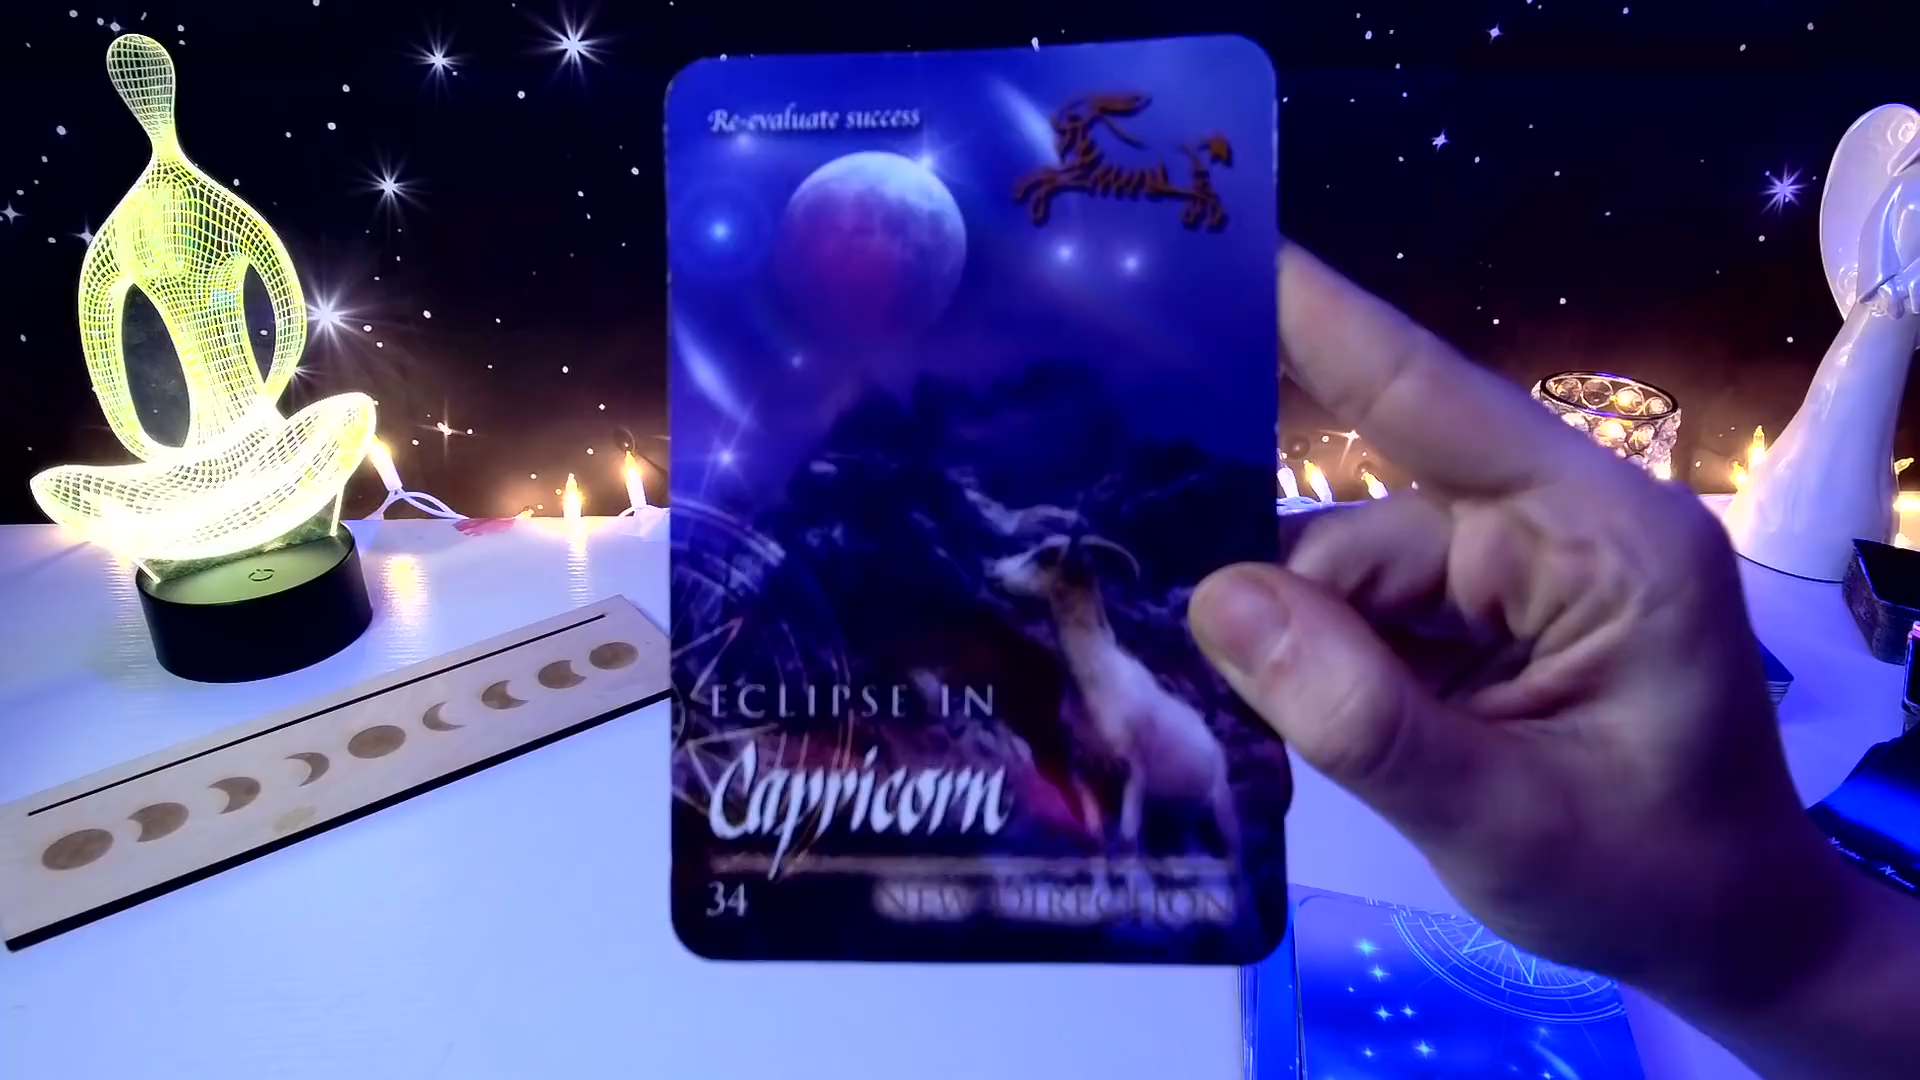 Re-evaluate success
ECLIPSE IN
Capricorn
34
NEW DIRECTION